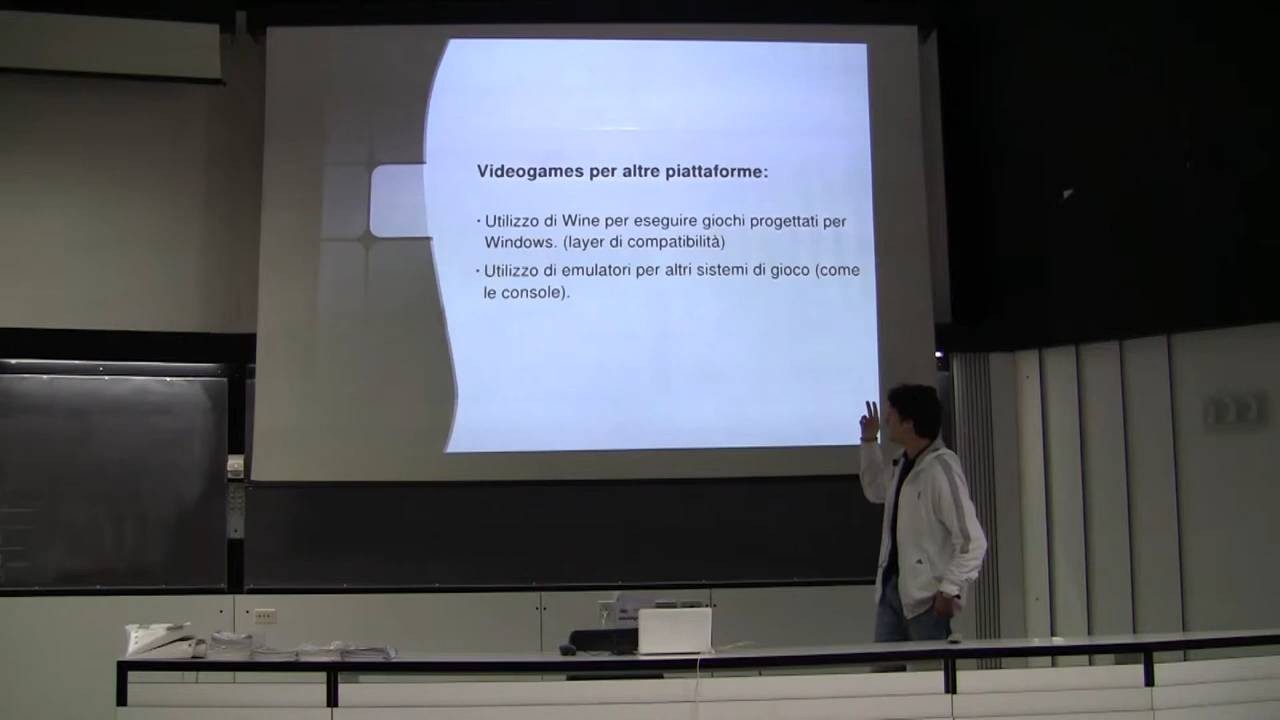 Videogames per altre piattaforme:
· Utilizzo di Wine per eseguire giochi progettati per
Windows. (layer di compatibilità)
· Utilizzo di emulatori per altri sistemi di gioco (come
le console).